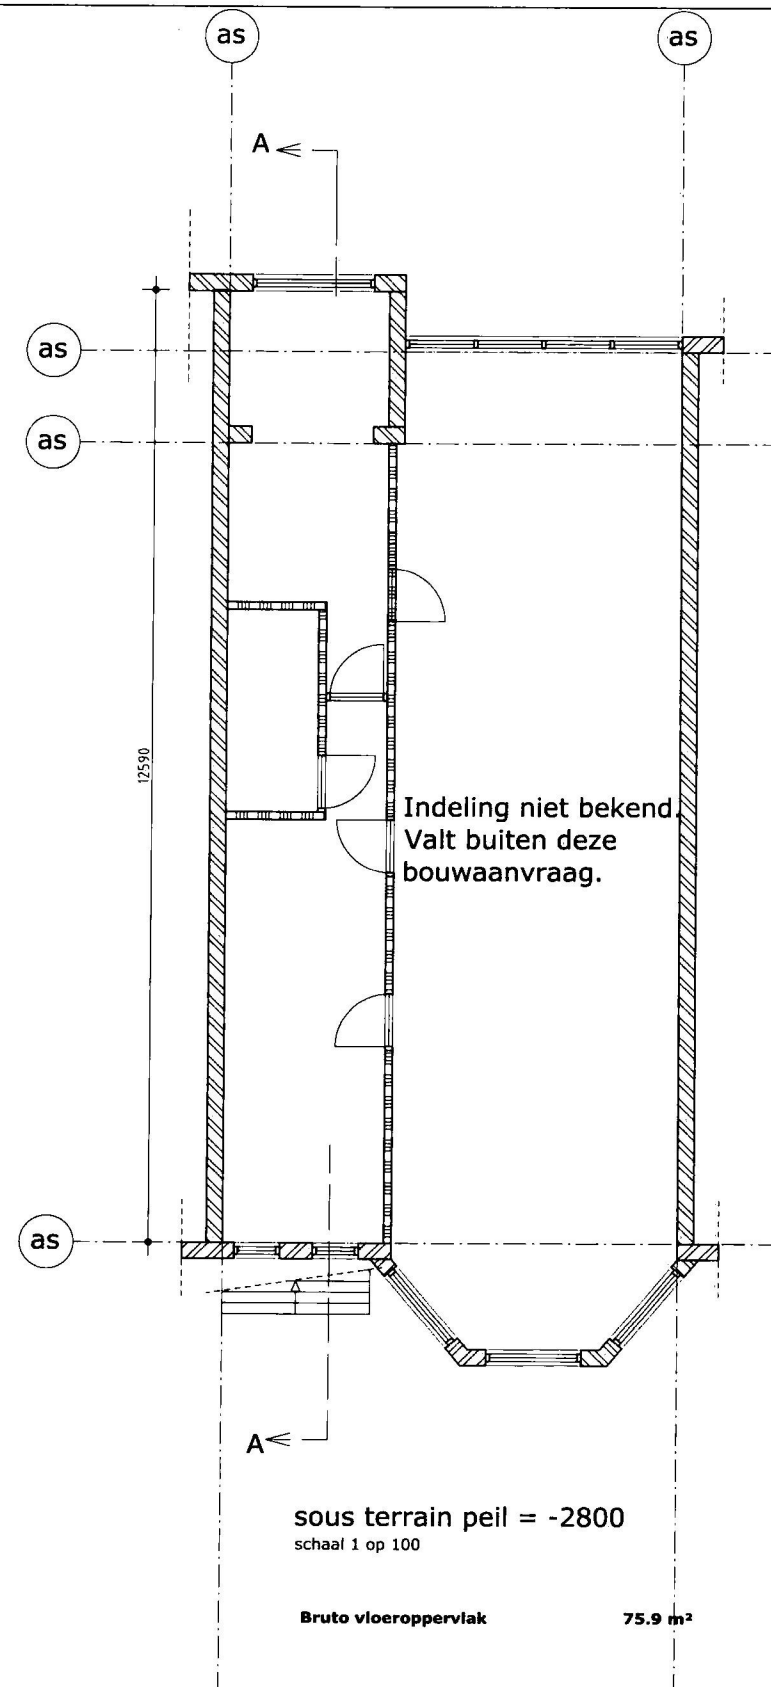 as
as
A
as
as
12590
Indeling niet bekend.
Valt buiten deze
bouwaanvraag.
as
A
sous terrain peil = -2800
schaal 1 op 100
Bruto vloeroppervlak 75.9 m²